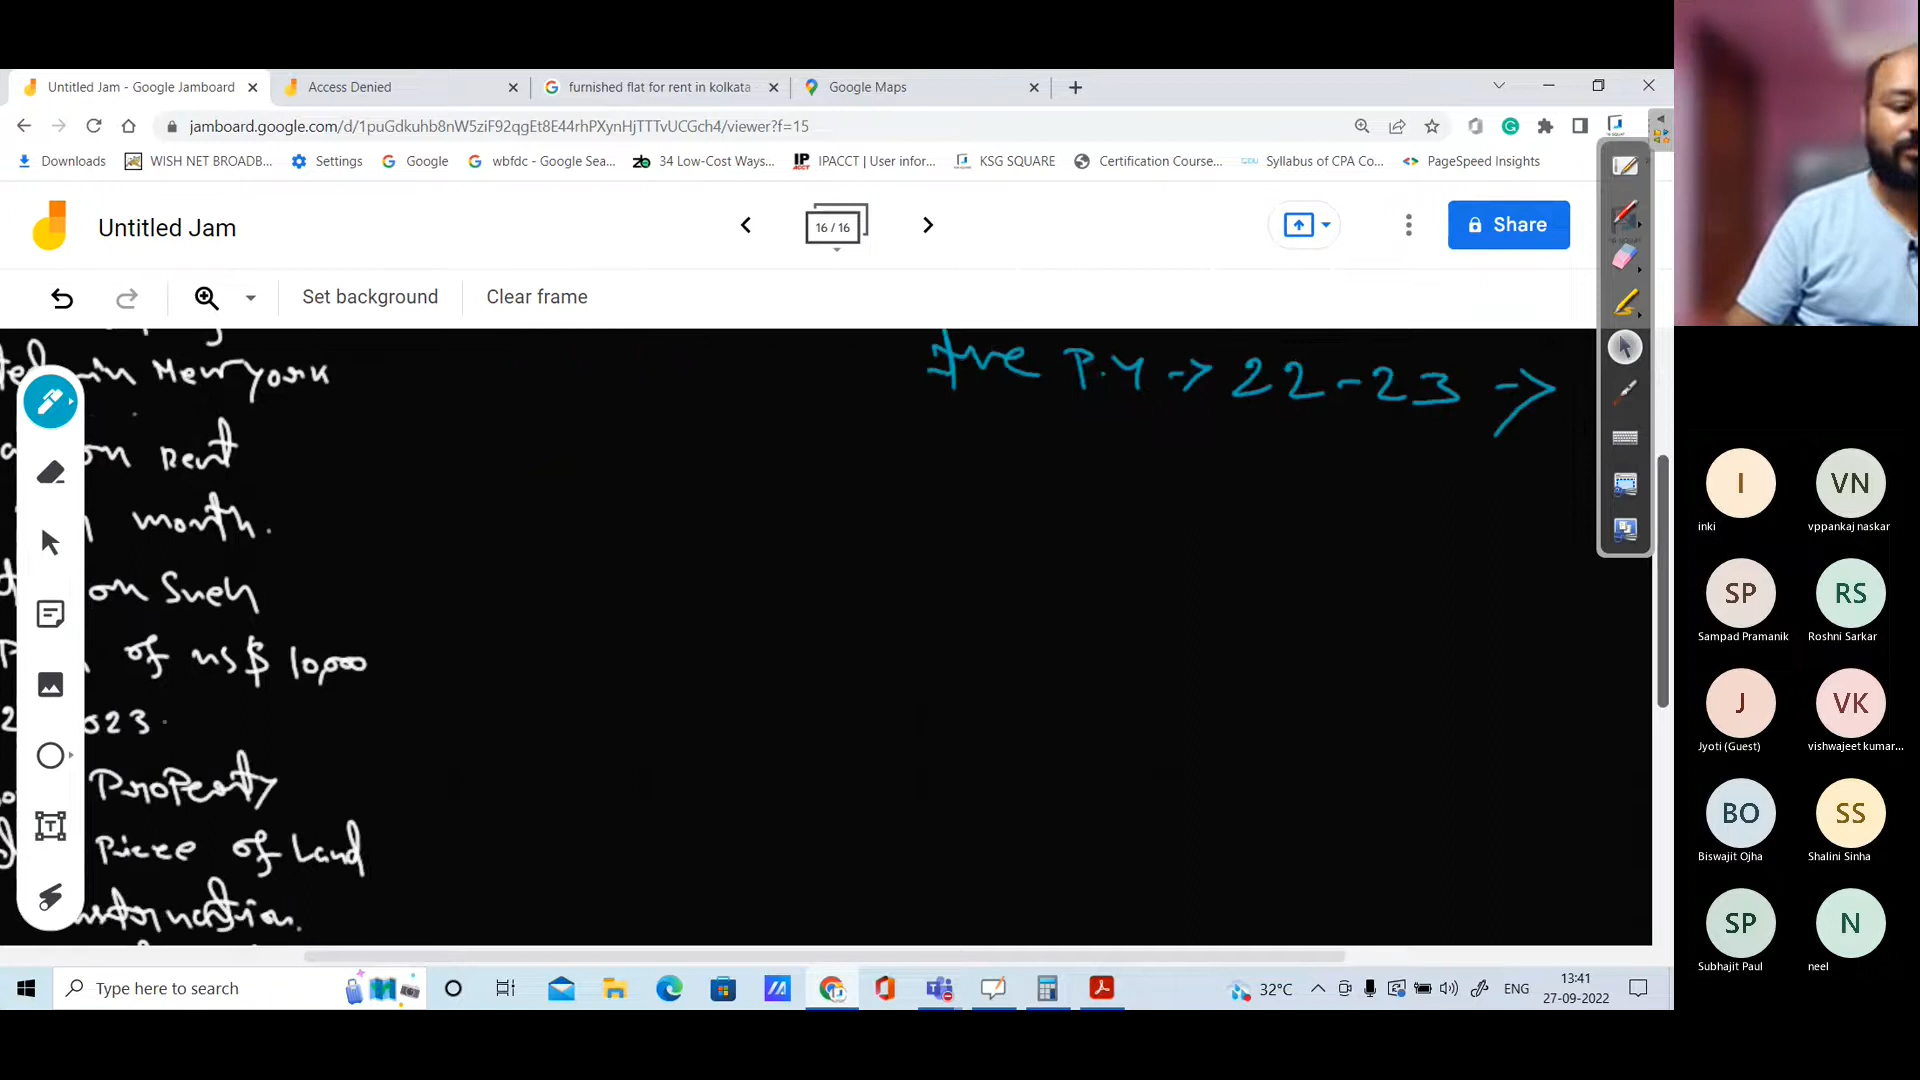 Untitled Jam - Google Jamboard
Access Denied
furnished flat for rent in kolkata
Google Maps
jamboard.google.com/d/1puGdkuhb8nW5ziF92qgEt8E44rhPXynHjTTTvUCGch4/viewer?f=15
Downloads
WISH NET BROADB...
Settings
Google
wbfdc - Google Sea...
34 Low-Cost Ways...
IPACCT | User infor...
KSG SQUARE
Certification Course...
Syllabus of CPA Co...
PageSpeed Insights
Untitled Jam
16 / 16
Share
Set background
Clear frame
in New york
on rent
month.
on Such
of us $ 10,000
023
Property
Piece of Land
P.Y -> 22-23 ->
I
inki
VN
vppankaj naskar
SP
Sampad Pramanik
RS
Roshni Sarkar
J
Jyoti (Guest)
VK
vishwajeet kumar...
BO
Biswajit Ojha
SS
Shalini Sinha
SP
Subhajit Paul
N
neel
Type here to search
32°C
ENG
13:41
27-09-2022